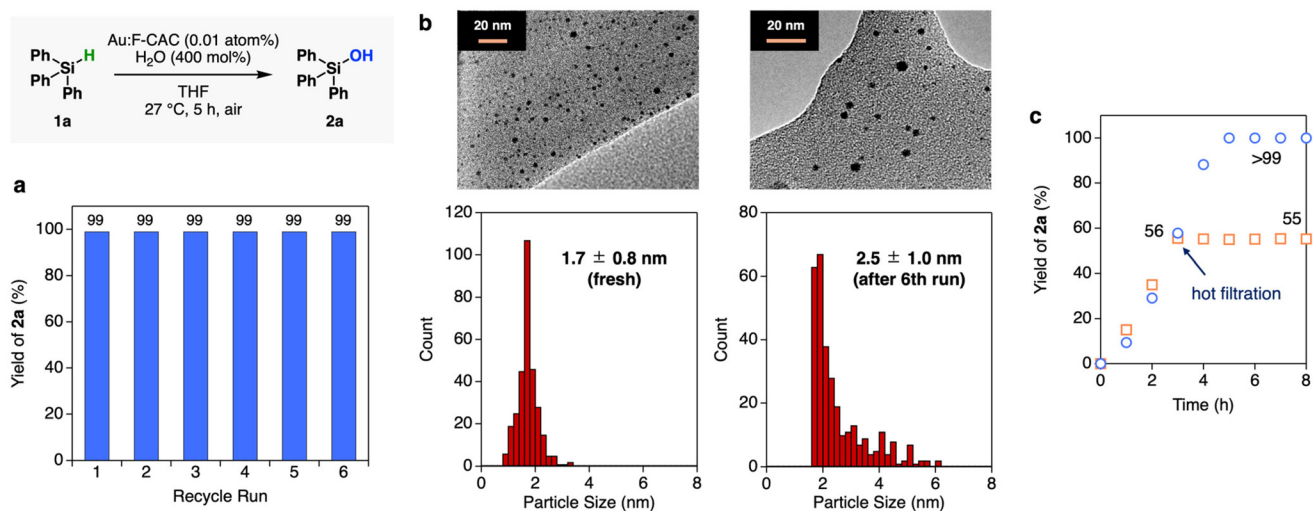 Au:F-CAC (0.01 atom%)
H₂O (400 mol%)
THF
27 °C, 5 h, air
Ph
Ph
Ph
Si
H
1a
Ph
Ph
Ph
Si
OH
2a
a
99 99 99 99 99 99
100
80
60
40
20
0
Yield of 2a (%)
1 2 3 4 5 6
Recycle Run
b
20 nm
20 nm
120
100
80
60
40
20
0
Count
1.7 ± 0.8 nm
(fresh)
0 2 4 6 8
Particle Size (nm)
80
60
40
20
0
Count
2.5 ± 1.0 nm
(after 6th run)
0 2 4 6 8
Particle Size (nm)
c
100
80
60
40
20
0
Yield of 2a (%)
>99
56
55
hot filtration
0 2 4 6 8
Time (h)